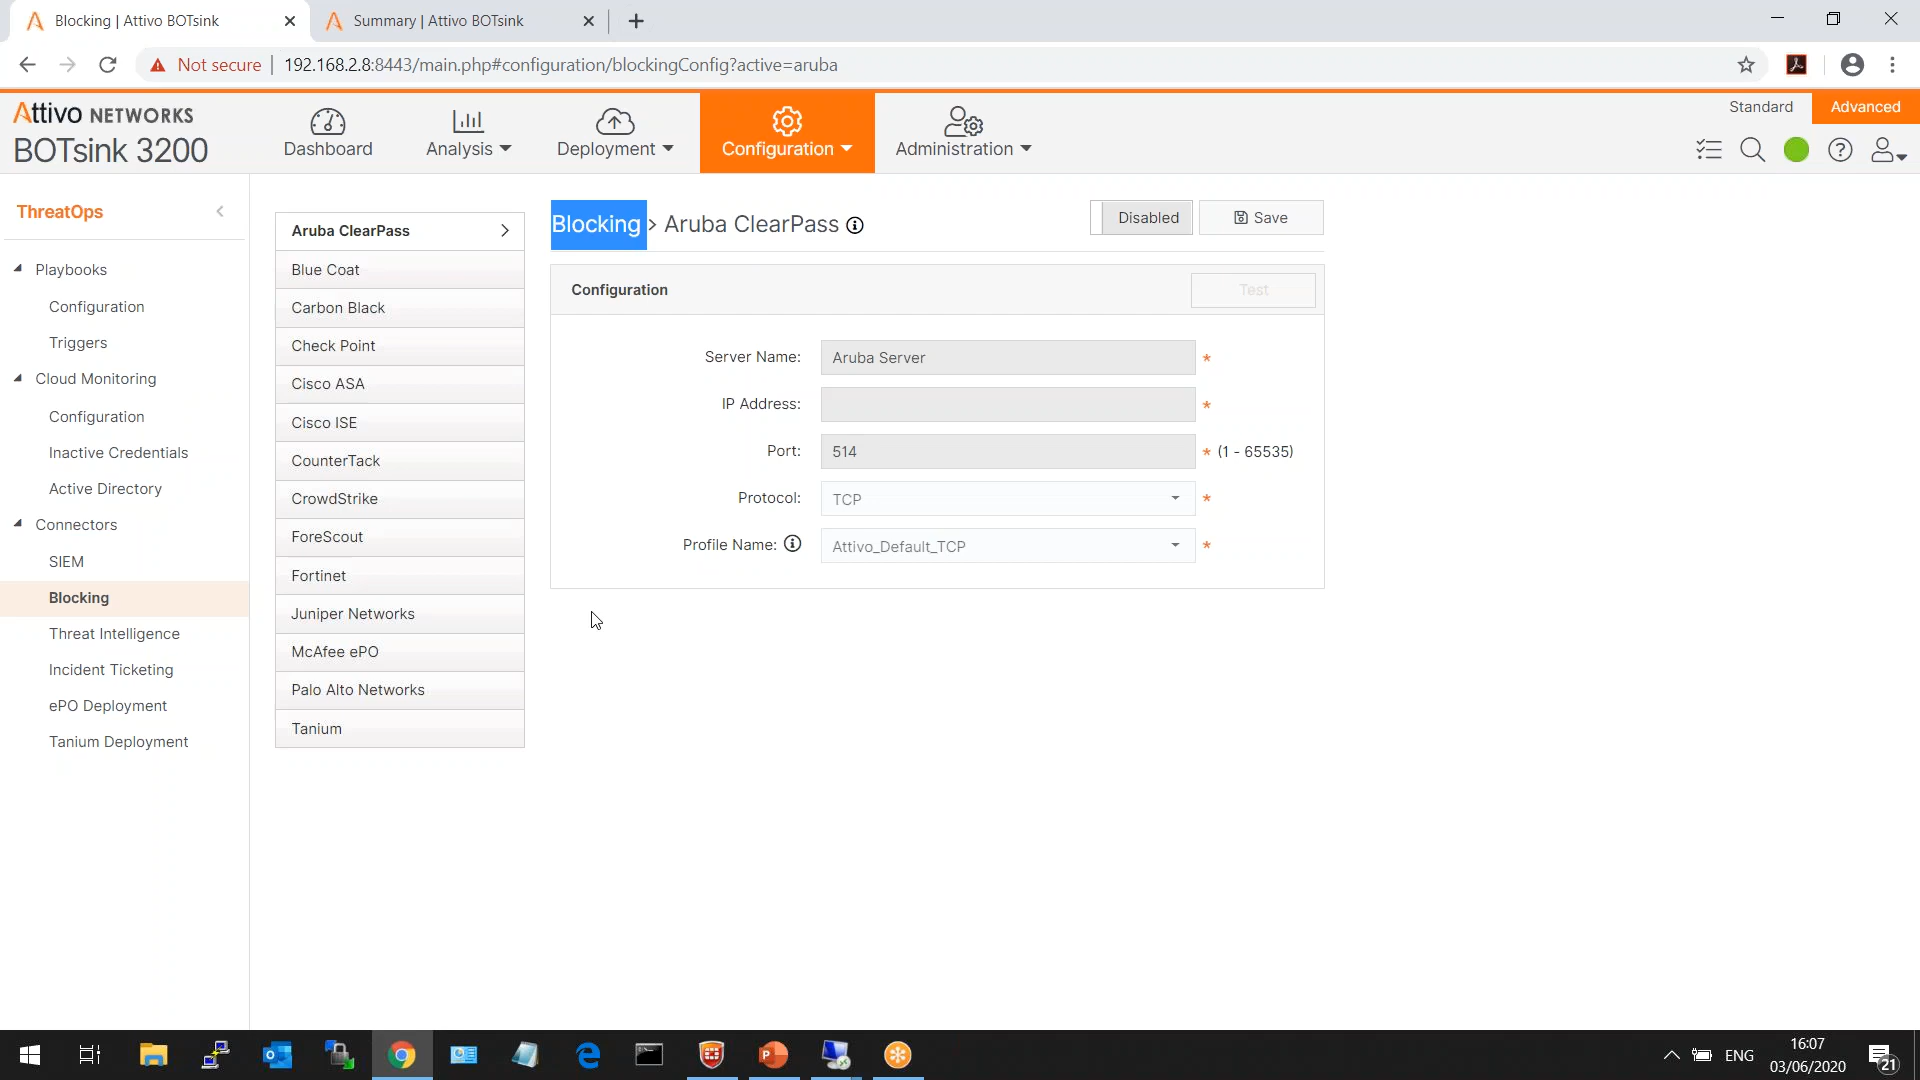 Blocking | Attivo BOTsink
Summary | Attivo BOTsink
Not secure
192.168.2.8:8443/main.php#configuration/blockingConfig?active=aruba
Attivo NETWORKS
BOTsink 3200
Dashboard
Analysis
Deployment
Configuration
Administration
Standard
Advanced
ThreatOps
Playbooks
Configuration
Triggers
Cloud Monitoring
Configuration
Inactive Credentials
Active Directory
Connectors
SIEM
Blocking
Threat Intelligence
Incident Ticketing
ePO Deployment
Tanium Deployment
Aruba ClearPass
Blue Coat
Carbon Black
Check Point
Cisco ASA
Cisco ISE
CounterTack
CrowdStrike
ForeScout
Fortinet
Juniper Networks
McAfee ePO
Palo Alto Networks
Tanium
Blocking > Aruba ClearPass
Disabled
Save
Configuration
Test
Server Name: Aruba Server *
IP Address: *
Port: 514 * (1 - 65535)
Protocol: TCP *
Profile Name: Attivo_Default_TCP *
ENG
16:07
03/06/2020
21